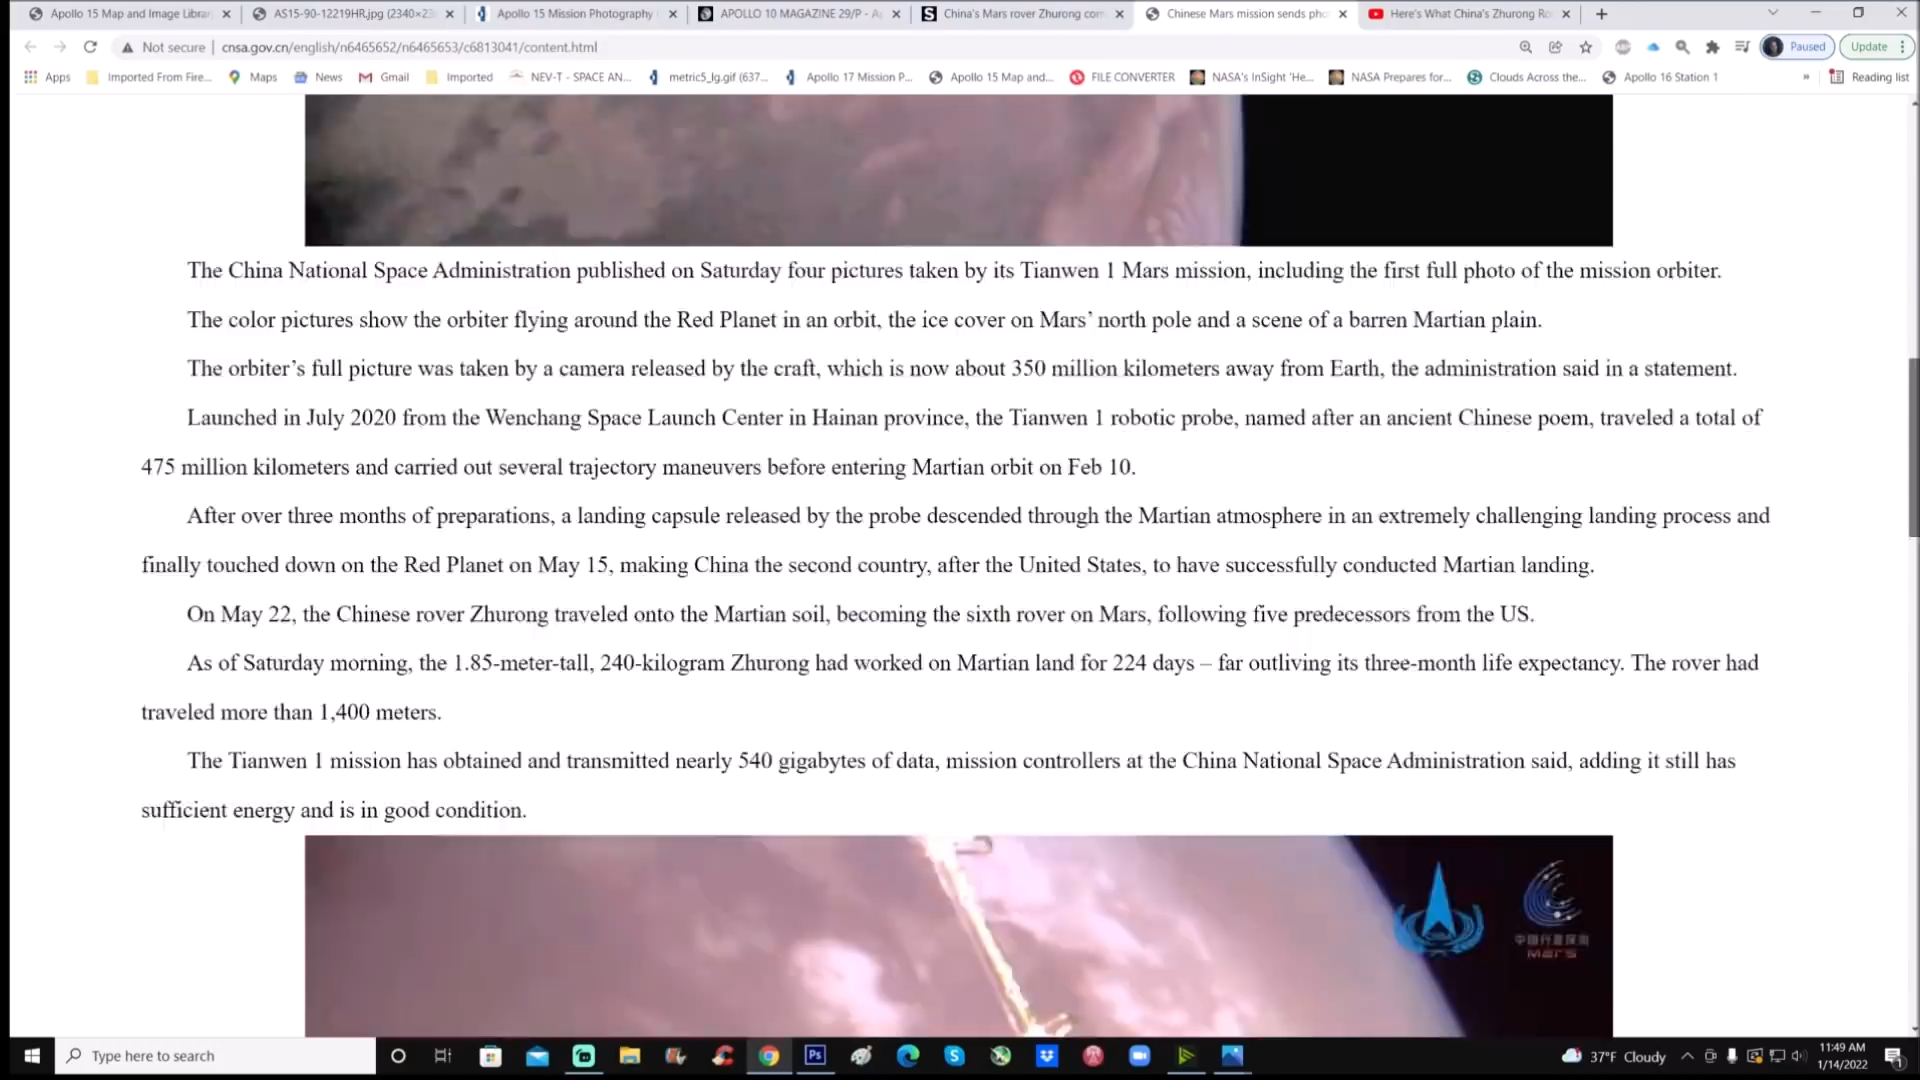 Apollo 15 Map and Image Librar
AS15-90-12219HR.jpg (2340×23
Apollo 15 Mission Photography
APOLLO 10 MAGAZINE 29/P - A
China's Mars rover Zhurong com
Chinese Mars mission sends pho
Here's What China's Zhurong Ro
Not secure | cnsa.gov.cn/english/n6465652/n6465653/c6813041/content.html
Paused
Update
Apps
Imported From Fire...
Maps
News
Gmail
Imported
NEV-T - SPACE AN...
metric5_lg.gif (637...
Apollo 17 Mission P...
Apollo 15 Map and...
FILE CONVERTER
NASA's InSight 'He...
NASA Prepares for...
Clouds Across the...
Apollo 16 Station 1
»
Reading list
The China National Space Administration published on Saturday four pictures taken by its Tianwen 1 Mars mission, including the first full photo of the mission orbiter.
The color pictures show the orbiter flying around the Red Planet in an orbit, the ice cover on Mars’ north pole and a scene of a barren Martian plain.
The orbiter’s full picture was taken by a camera released by the craft, which is now about 350 million kilometers away from Earth, the administration said in a statement.
Launched in July 2020 from the Wenchang Space Launch Center in Hainan province, the Tianwen 1 robotic probe, named after an ancient Chinese poem, traveled a total of
475 million kilometers and carried out several trajectory maneuvers before entering Martian orbit on Feb 10.
After over three months of preparations, a landing capsule released by the probe descended through the Martian atmosphere in an extremely challenging landing process and
finally touched down on the Red Planet on May 15, making China the second country, after the United States, to have successfully conducted Martian landing.
On May 22, the Chinese rover Zhurong traveled onto the Martian soil, becoming the sixth rover on Mars, following five predecessors from the US.
As of Saturday morning, the 1.85-meter-tall, 240-kilogram Zhurong had worked on Martian land for 224 days – far outliving its three-month life expectancy. The rover had
traveled more than 1,400 meters.
The Tianwen 1 mission has obtained and transmitted nearly 540 gigabytes of data, mission controllers at the China National Space Administration said, adding it still has
sufficient energy and is in good condition.
中国行星探测
Mars
Type here to search
Ps
37°F Cloudy
11:49 AM
1/14/2022